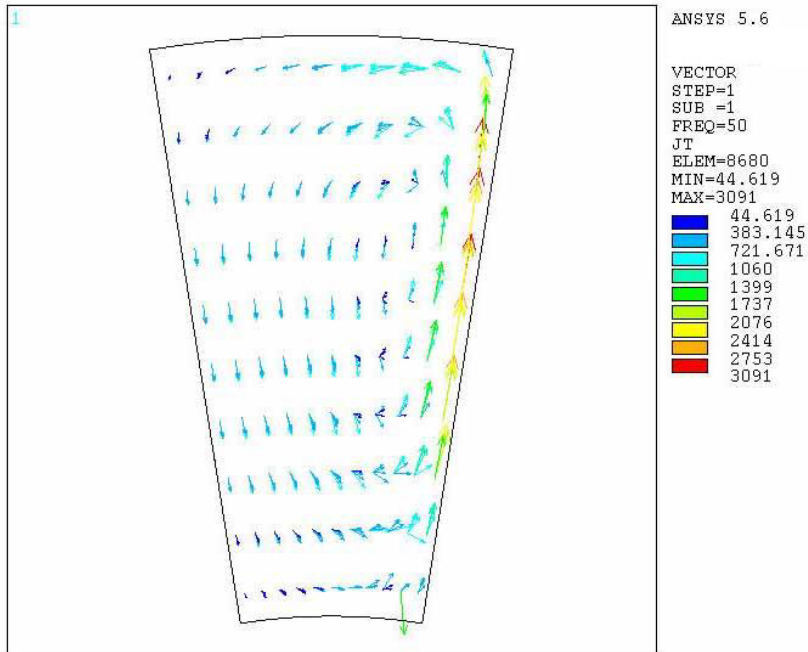 1
ANSYS 5.6
VECTOR
STEP=1
SUB =1
FREQ=50
JT
ELEM=8680
MIN=44.619
MAX=3091
44.619
383.145
721.671
1060
1399
1737
2076
2414
2753
3091